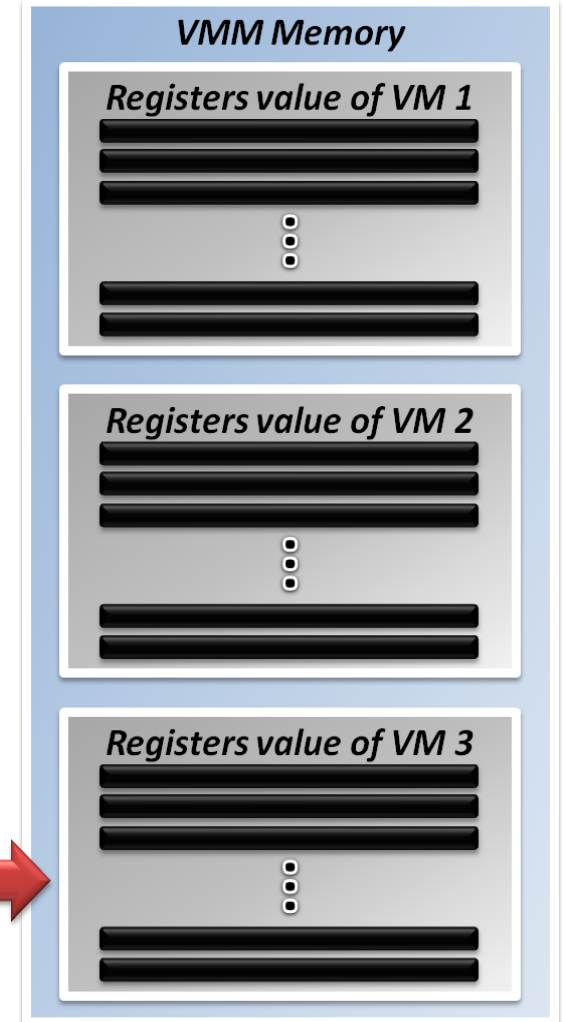 VMM Memory
Registers value of VM 1
Registers value of VM 2
Registers value of VM 3